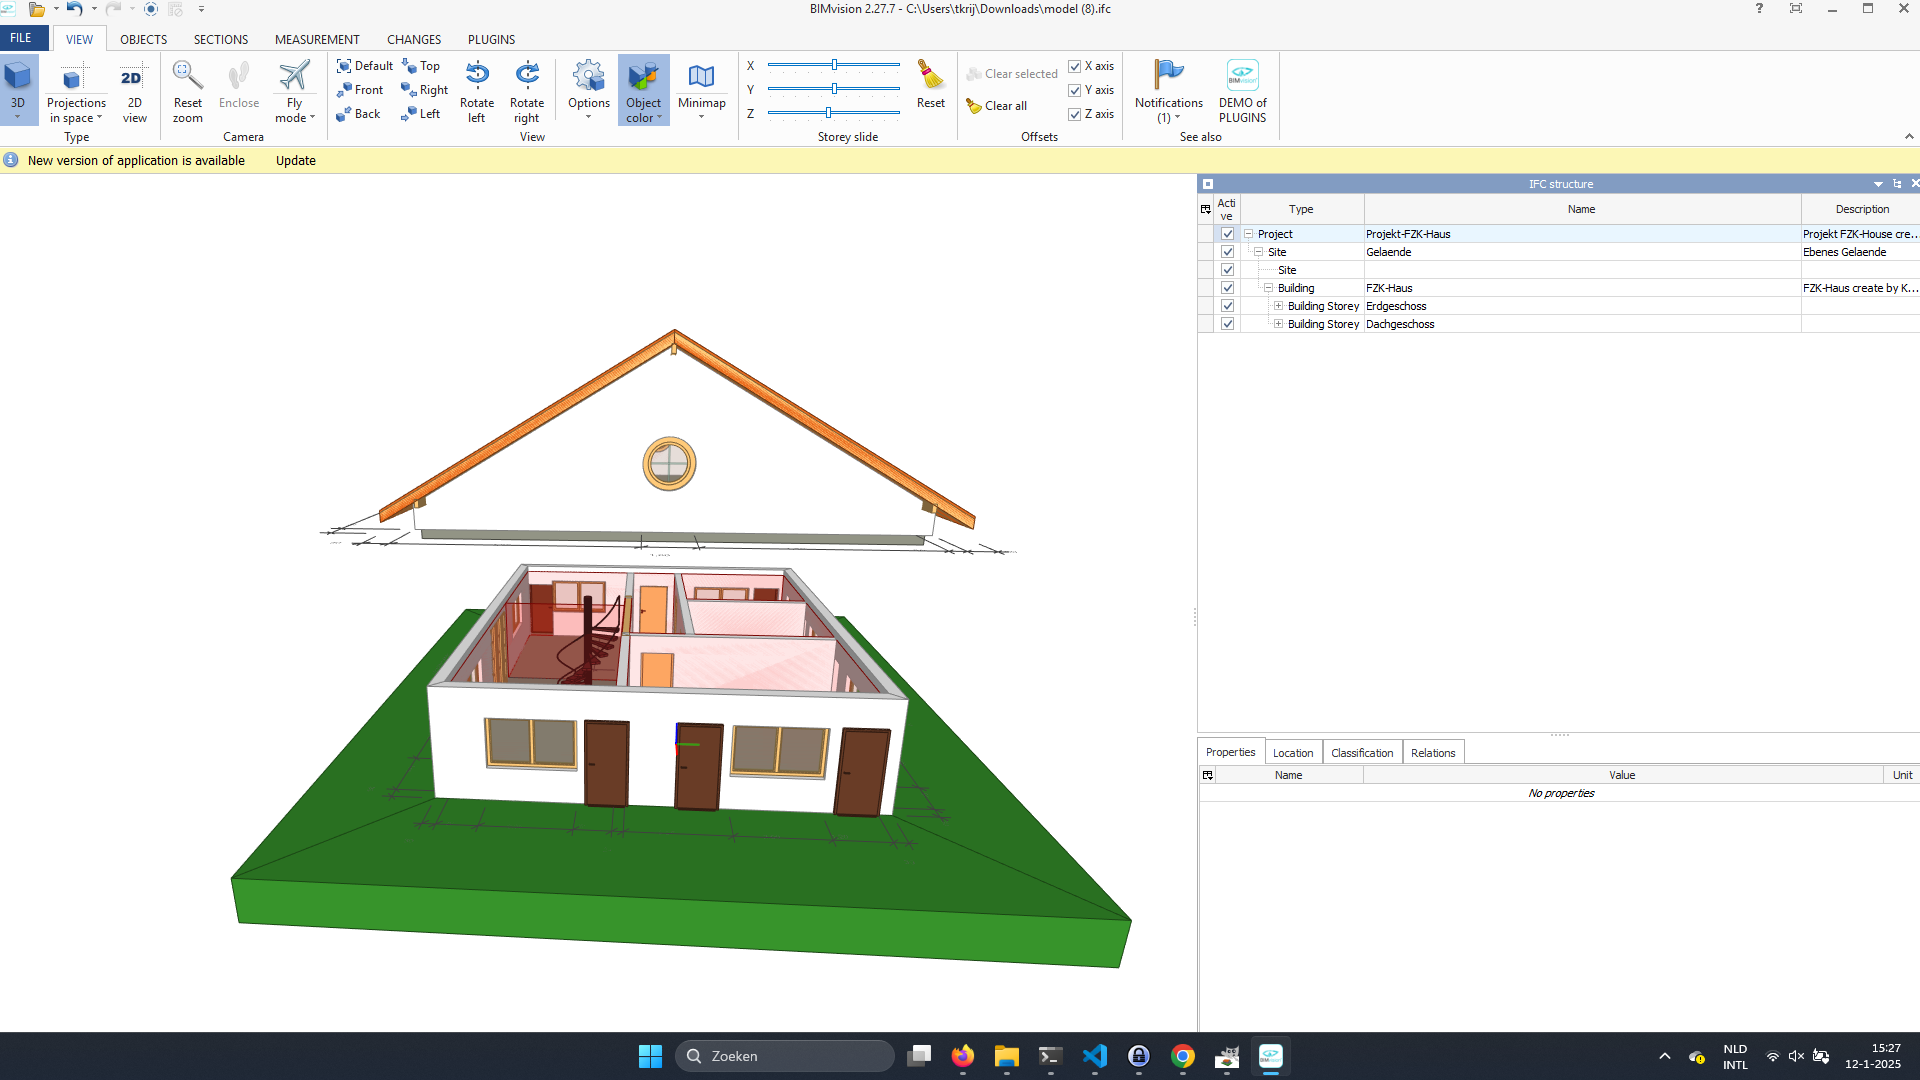 BIMvision 2.27.7 - C:\Users\tkrij\Downloads\model (8).ifc
FILE
VIEW
OBJECTS
SECTIONS
MEASUREMENT
CHANGES
PLUGINS
3D
Projections in space
2D
2D view
Type
Reset zoom
Enclose
Fly mode
Camera
Default
Front
Back
Top
Right
Left
Rotate left
Rotate right
View
Options
Object color
Minimap
X
Y
Z
Reset
Storey slide
Clear selected
Clear all
X axis
Y axis
Z axis
Offsets
Notifications (1)
BIMvision
DEMO of PLUGINS
See also
New version of application is available
Update
IFC structure
Active
Type
Name
Description
Project
Projekt-FZK-Haus
Projekt FZK-House cre...
Site
Gelaende
Ebenes Gelaende
Site
Building
FZK-Haus
FZK-Haus create by K...
Building Storey
Erdgeschoss
Building Storey
Dachgeschoss
Properties
Location
Classification
Relations
Name
Value
Unit
No properties
Zoeken
NLD
INTL
15:27
12-1-2025